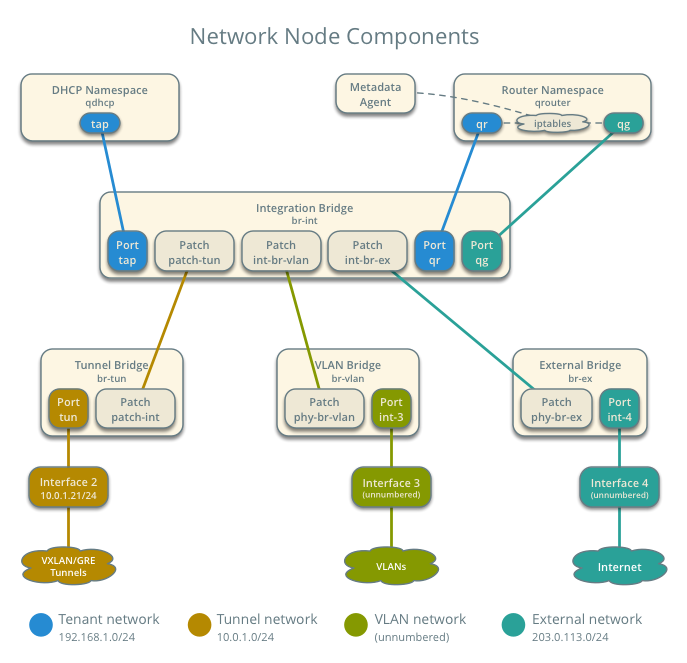 Network Node Components
DHCP Namespace
qdhcp
tap
Metadata
Agent
Router Namespace
qrouter
qr
iptables
qg
Integration Bridge
br-int
Port
tap
Patch
patch-tun
Patch
int-br-vlan
Patch
int-br-ex
Port
qr
Port
qg
Tunnel Bridge
br-tun
Port
tun
Patch
patch-int
VLAN Bridge
br-vlan
Patch
phy-br-vlan
Port
int-3
External Bridge
br-ex
Patch
phy-br-ex
Port
int-4
Interface 2
10.0.1.21/24
Interface 3
(unnumbered)
Interface 4
(unnumbered)
VXLAN/GRE
Tunnels
VLANs
Internet
Tenant network
192.168.1.0/24
Tunnel network
10.0.1.0/24
VLAN network
(unnumbered)
External network
203.0.113.0/24